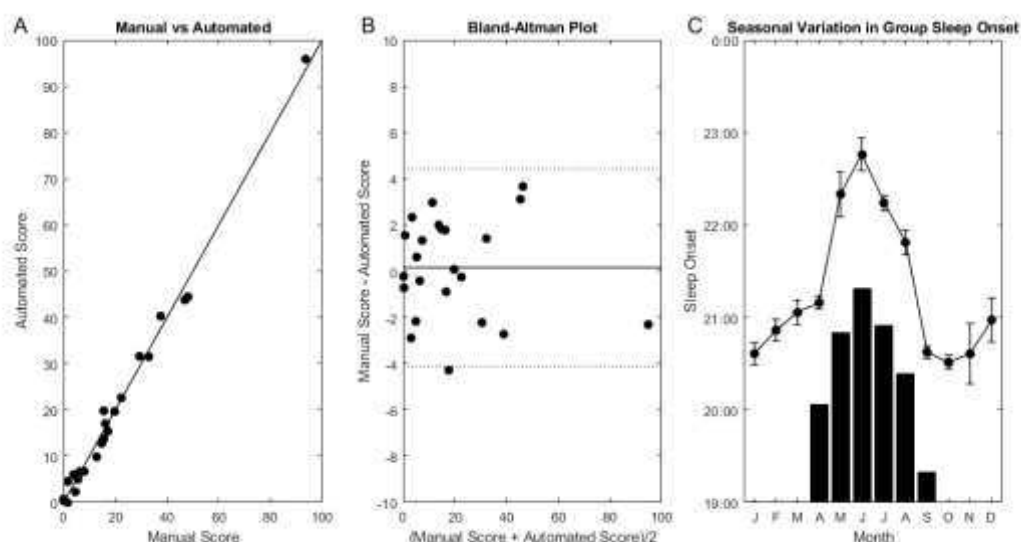 A
Manual vs Automated
100
90
80
70
60
50
40
30
20
10
0
Automated Score
0 20 40 60 80 100
Manual Score
B
Bland-Altman Plot
10
8
6
4
2
0
-2
-4
-6
-8
-10
Manual Score - Automated Score
0 20 40 60 80 100
(Manual Score + Automated Score)/2
C
Seasonal Variation in Group Sleep Onset
0:00
23:00
22:00
21:00
20:00
19:00
Sleep Onset
J F M A M J J A S O N D
Month